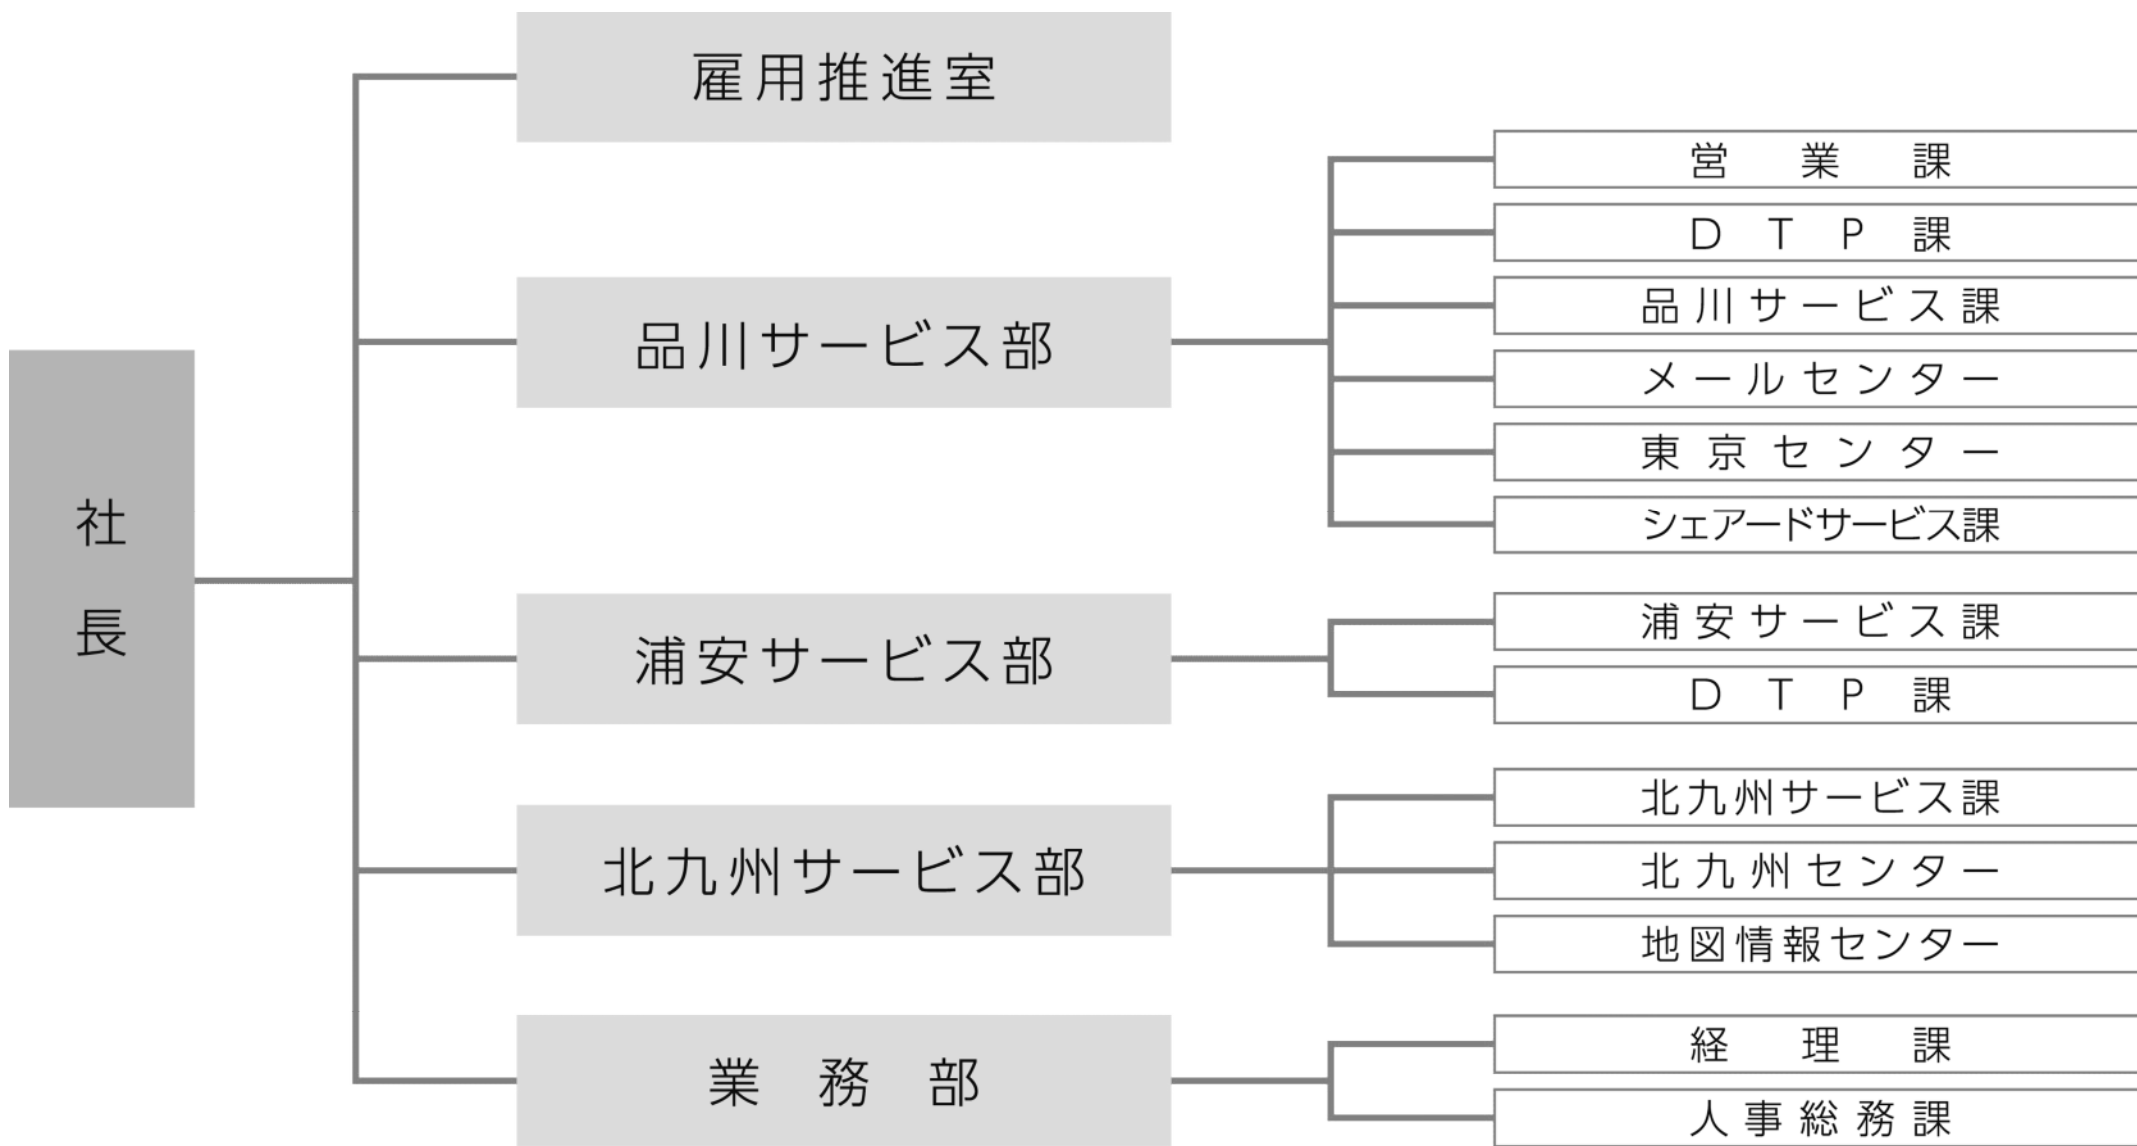 社長
雇用推進室
品川サービス部
営業課
DTP課
品川サービス課
メールセンター
東京センター
シェアードサービス課
浦安サービス部
浦安サービス課
DTP課
北九州サービス部
北九州サービス課
北九州センター
地図情報センター
業務部
経理課
人事総務課